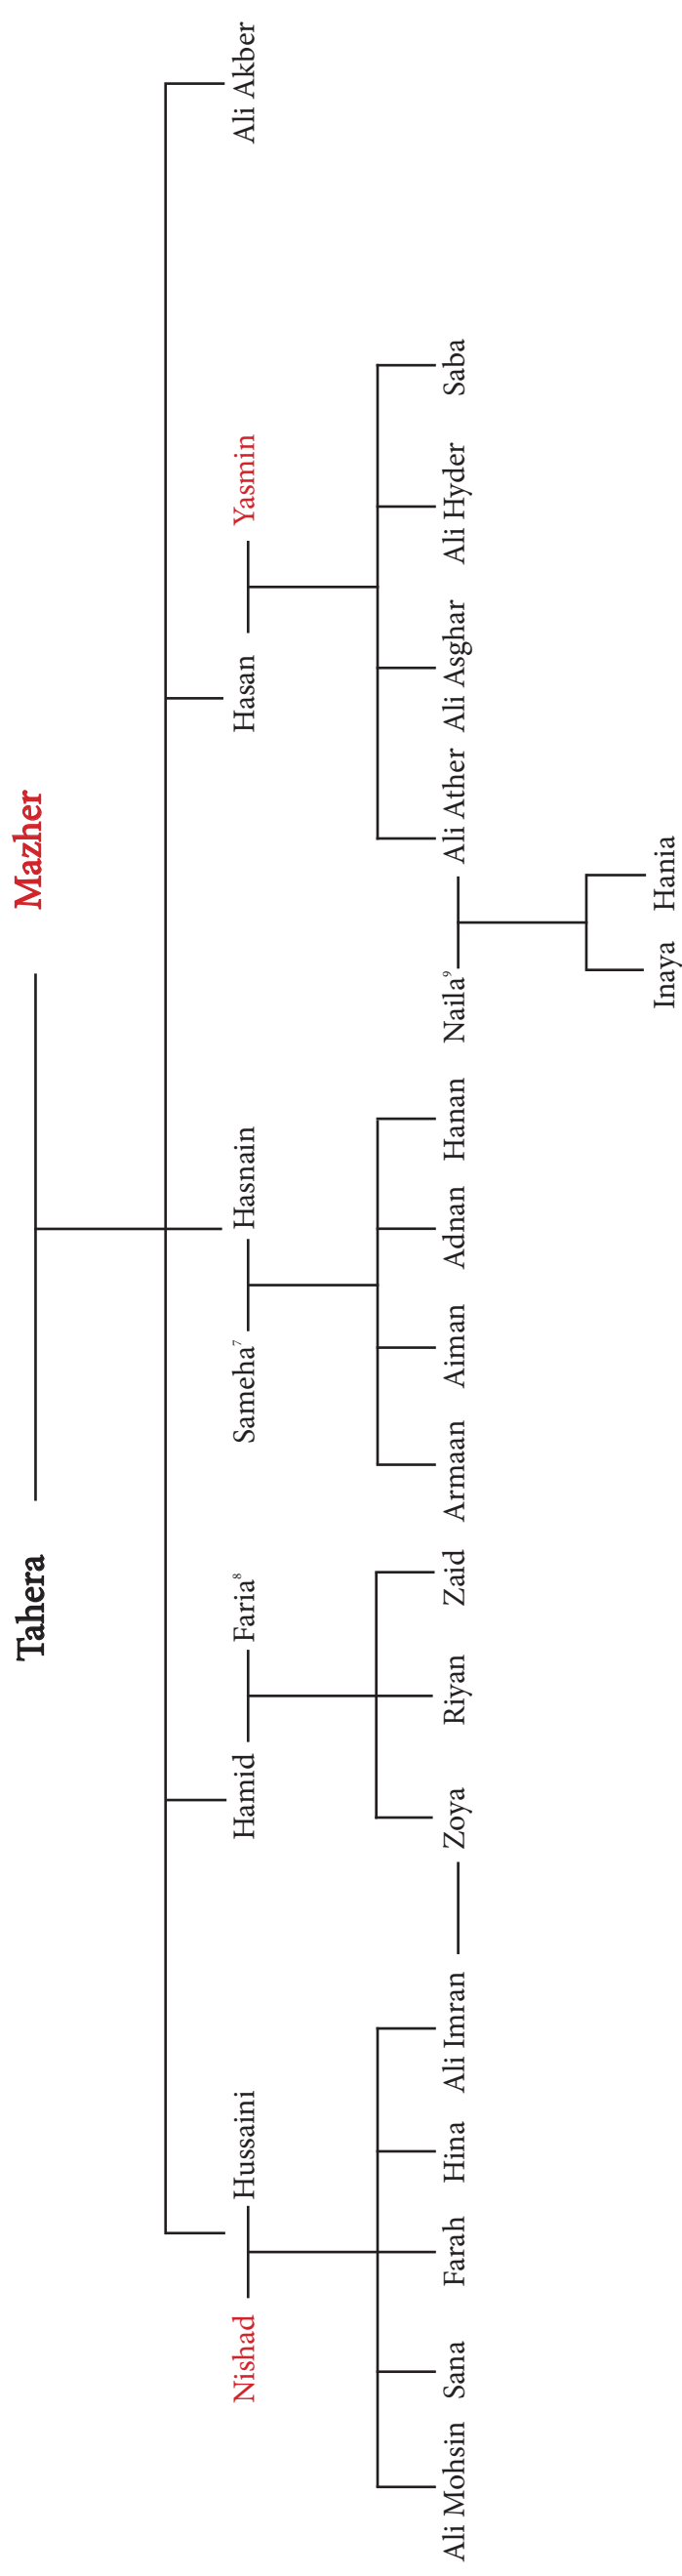 Tahera Mazher
Nishad Hussaini Hamid Faria⁸ Sameha⁷ Hasnain Hasan Yasmin Ali Akber
Ali Mohsin Sana Farah Hina Ali Imran Zoya Riyan Zaid Armaan Aiman Adnan Hanan Naila⁹ Ali Ather Ali Asghar Ali Hyder Saba
Inaya Hania